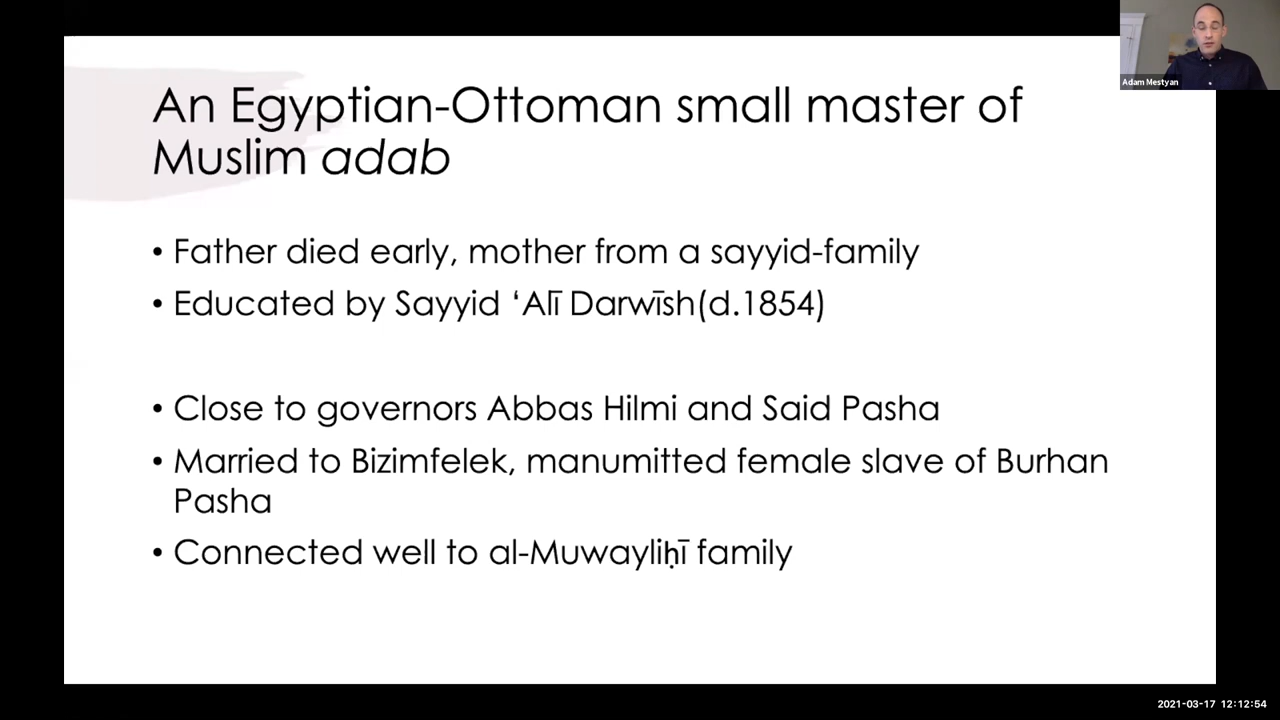 An Egyptian-Ottoman small master of
Muslim adab
• Father died early, mother from a sayyid-family
• Educated by Sayyid ‘Alī Darwīsh(d.1854)
• Close to governors Abbas Hilmi and Said Pasha
• Married to Bizimfelek, manumitted female slave of Burhan
Pasha
• Connected well to al-Muwayliḥī family
Adam Mestyan
2021-03-17 12:12:54